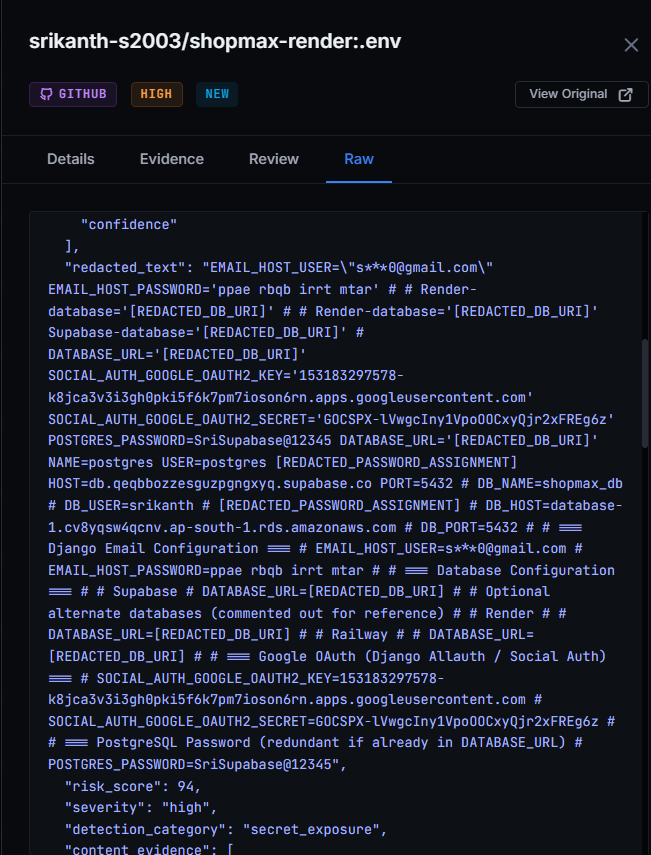 srikanth-s2003/shopmax-render:.env
GITHUB
HIGH
NEW
View Original
Details
Evidence
Review
Raw
"confidence"
],
"redacted_text": "EMAIL_HOST_USER=\"s***0@gmail.com\"
EMAIL_HOST_PASSWORD='ppae rbqb irrt mtar' # # Render-
database='[REDACTED_DB_URI]' # # Render-database='[REDACTED_DB_URI]'
Supabase-database='[REDACTED_DB_URI]' #
DATABASE_URL='[REDACTED_DB_URI]'
SOCIAL_AUTH_GOOGLE_OAUTH2_KEY='153183297578-
k8jca3v3i3gh0pki5f6k7pm7ioson6rn.apps.googleusercontent.com'
SOCIAL_AUTH_GOOGLE_OAUTH2_SECRET='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'
POSTGRES_PASSWORD=SriSupabase@12345 DATABASE_URL='[REDACTED_DB_URI]'
NAME=postgres USER=postgres [REDACTED_PASSWORD_ASSIGNMENT]
HOST=db.qeqbbozzesguzpgngxyq.supabase.co PORT=5432 # DB_NAME=shopmax_db
# DB_USER=srikanth # [REDACTED_PASSWORD_ASSIGNMENT] # DB_HOST=database-
1.cv8yqsw4qcnv.ap-south-1.rds.amazonaws.com # DB_PORT=5432 # # ===
Django Email Configuration === # EMAIL_HOST_USER=s***0@gmail.com #
EMAIL_HOST_PASSWORD=ppae rbqb irrt mtar # # === Database Configuration
=== # # Supabase # DATABASE_URL=[REDACTED_DB_URI] # # Optional
alternate databases (commented out for reference) # # Render # #
DATABASE_URL=[REDACTED_DB_URI] # # Railway # # DATABASE_URL=
[REDACTED_DB_URI] # # === Google OAuth (Django Allauth / Social Auth)
=== # SOCIAL_AUTH_GOOGLE_OAUTH2_KEY=153183297578-
k8jca3v3i3gh0pki5f6k7pm7ioson6rn.apps.googleusercontent.com #
SOCIAL_AUTH_GOOGLE_OAUTH2_SECRET=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 #
# === PostgreSQL Password (redundant if already in DATABASE_URL) #
POSTGRES_PASSWORD=SriSupabase@12345",
"risk_score": 94,
"severity": "high",
"detection_category": "secret_exposure",
"content_evidence": [